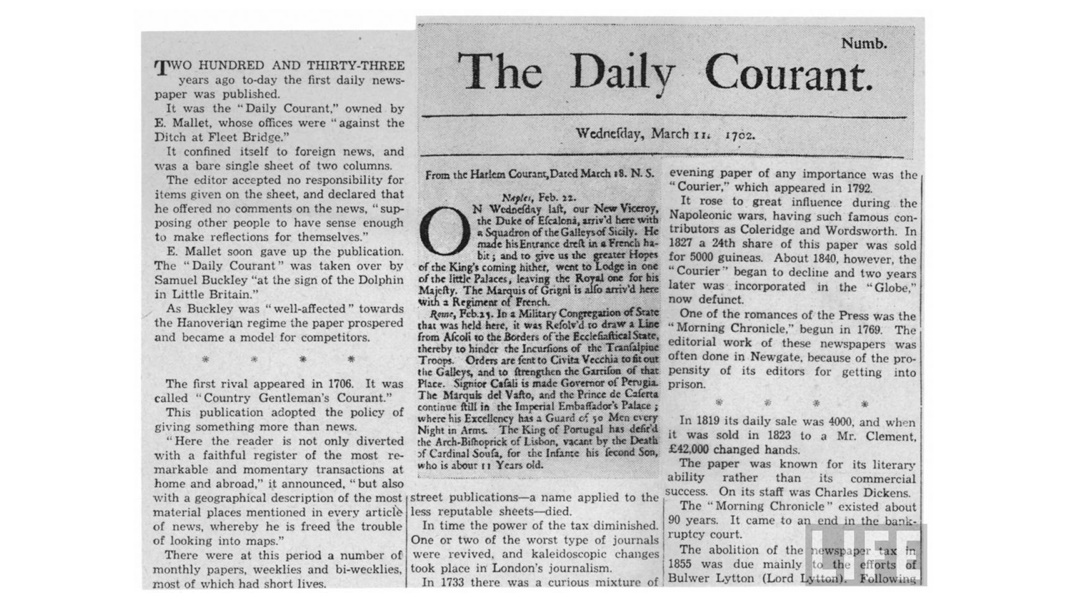 TWO HUNDRED AND THIRTY-THREE
years ago to-day the first daily news-
paper was published.
It was the "Daily Courant," owned by
E. Mallet, whose offices were "against the
Ditch at Fleet Bridge."
It confined itself to foreign news, and
was a bare single sheet of two columns.
The editor accepted no responsibility for
items given on the sheet, and declared that
he offered no comments on the news, "sup-
posing other people to have sense enough
to make reflections for themselves."
E. Mallet soon gave up the publication.
The "Daily Courant" was taken over by
Samuel Buckley "at the sign of the Dolphin
in Little Britain."
As Buckley was "well-affected" towards
the Hanoverian regime the paper prospered
and became a model for competitors.
* * * *
The first rival appeared in 1706. It was
called "Country Gentleman's Courant."
This publication adopted the policy of
giving something more than news.
"Here the reader is not only diverted
with a faithful register of the most re-
markable and momentary transactions at
home and abroad," it announced, "but also
with a geographical description of the most
material places mentioned in every article
of news, whereby he is freed the trouble
of looking into maps."
There were at this period a number of
monthly papers, weeklies and bi-weeklies,
most of which had short lives.
Numb.
The Daily Courant.
Wedneſday, March 11. 1702.
From the Harlem Courant, Dated March 18. N. S.
Naples, Feb. 22.
ON Wedneſday laſt, our New Viceroy,
the Duke of Eſcalona, arriv'd here with
a Squadron of the Galleys of Sicily. He
made his Entrance dreſt in a French ha-
bit; and to give us the greater Hopes
of the King's coming hither, went to Lodge in one
of the little Palaces, leaving the Royal one for his
Majeſty. The Marquis of Grigni is alſo arriv'd here
with a Regiment of French.
Rome, Feb. 25. In a Military Congregation of State
that was held here, it was Reſolv'd to draw a Line
from Aſcoli to the Borders of the Eccleſiaſtical State,
thereby to hinder the Incurſions of the Tranſalpine
Troops. Orders are ſent to Civita Vecchia to fit out
the Galleys, and to ſtrengthen the Garriſon of that
Place. Signior Caſali is made Governor of Perugia.
The Marquis del Vaſto, and the Prince de Caſerta
continue ſtill in the Imperial Embaſſador's Palace;
where his Excellency has a Guard of 50 Men every
Night in Arms. The King of Portugal has deſir'd
the Arch-Biſhoprick of Lisbon, vacant by the Death
of Cardinal Souſa, for the Infante his ſecond Son,
who is about 11 Years old.
street publications—a name applied to the
less reputable sheets—died.
In time the power of the tax diminished.
One or two of the worst type of journals
were revived, and kaleidoscopic changes
took place in London's journalism.
In 1733 there was a curious mixture of
evening paper of any importance was the
"Courier," which appeared in 1792.
It rose to great influence during the
Napoleonic wars, having such famous con-
tributors as Coleridge and Wordsworth. In
1827 a 24th share of this paper was sold
for 5000 guineas. About 1840, however, the
"Courier" began to decline and two years
later was incorporated in the "Globe,"
now defunct.
One of the romances of the Press was the
"Morning Chronicle," begun in 1769. The
editorial work of these newspapers was
often done in Newgate, because of the pro-
pensity of its editors for getting into
prison.
* * * *
In 1819 its daily sale was 4000, and when
it was sold in 1823 to a Mr. Clement,
£42,000 changed hands.
The paper was known for its literary
ability rather than its commercial
success. On its staff was Charles Dickens.
The "Morning Chronicle" existed about
90 years. It came to an end in the bank-
ruptcy court.
The abolition of the newspaper tax in
1855 was due mainly to the efforts of
Bulwer Lytton (Lord Lytton). Following
LIFE